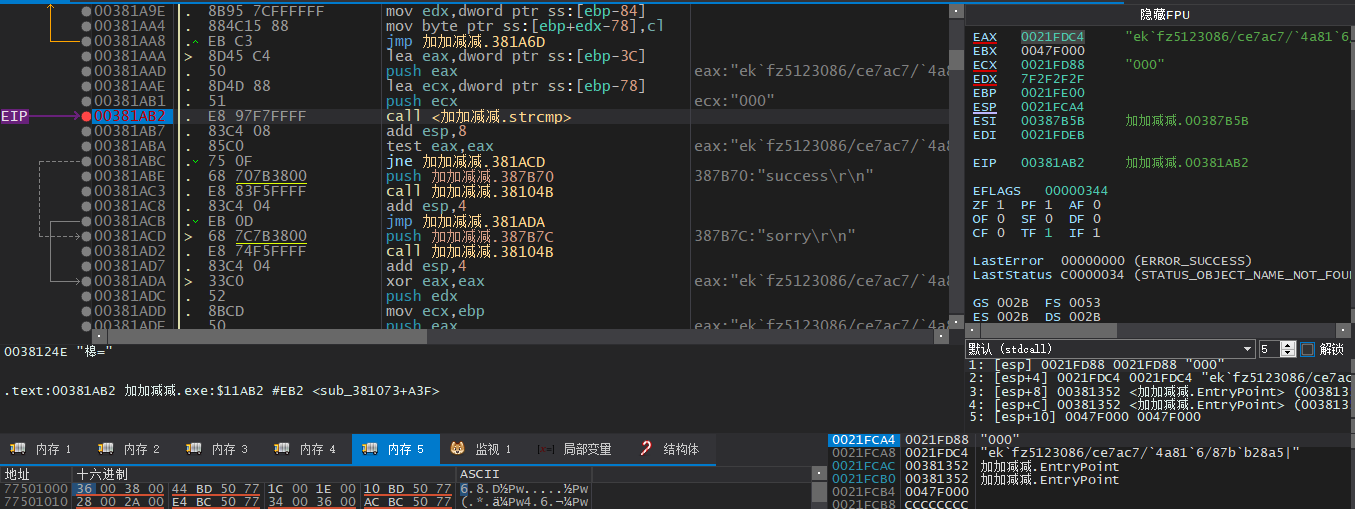 隐藏FPU
00381A9E . 8B95 7CFFFFFF mov edx,dword ptr ss:[ebp-84]
00381AA4 . 884C15 88 mov byte ptr ss:[ebp+edx-78],cl
00381AA8 . EB C3 jmp 加加减减.381A6D
00381AAA > 8D45 C4 lea eax,dword ptr ss:[ebp-3C]
00381AAD . 50 push eax eax:"ek`fz5123086/ce7ac7/`4a8
00381AAE . 8D4D 88 lea ecx,dword ptr ss:[ebp-78]
00381AB1 . 51 push ecx ecx:"000"
EIP 00381AB2 . E8 97F7FFFF call <加加减减.strcmp>
00381AB7 . 83C4 08 add esp,8
00381ABA . 85C0 test eax,eax eax:"ek`fz5123086/ce7ac7/`4a8
00381ABC . 75 0F jne 加加减减.381ACD
00381ABE . 68 707B3800 push 加加减减.387B70 387B70:"success\r\n"
00381AC3 . E8 83F5FFFF call 加加减减.38104B
00381AC8 . 83C4 04 add esp,4
00381ACB . EB 0D jmp 加加减减.381ADA
00381ACD > 68 7C7B3800 push 加加减减.387B7C 387B7C:"sorry\r\n"
00381AD2 . E8 74F5FFFF call 加加减减.38104B
00381AD7 . 83C4 04 add esp,4
00381ADA > 33C0 xor eax,eax eax:"ek`fz5123086/ce7ac7/`4a8
00381ADC . 52 push edx
00381ADD . 8BCD mov ecx,ebp
00381ADF . 50 push eax eax:"ek`fz5123086/ce7ac7/`4a8
EAX 0021FDC4 "ek`fz5123086/ce7ac7/`4a81`6
EBX 0047F000
ECX 0021FD88 "000"
EDX 7F2F2F2F
EBP 0021FE00
ESP 0021FCA4
ESI 00387B5B 加加减减.00387B5B
EDI 0021FDEB
EIP 00381AB2 加加减减.00381AB2
EFLAGS 00000344
ZF 1 PF 1 AF 0
OF 0 SF 0 DF 0
CF 0 TF 1 IF 1
LastError 00000000 (ERROR_SUCCESS)
LastStatus C0000034 (STATUS_OBJECT_NAME_NOT_FOU
GS 002B FS 0053
ES 002B DS 002B
0038124E "槔="
.text:00381AB2 加加减减.exe:$11AB2 #EB2 <sub_381073+A3F>
默认 (stdcall) 5 解锁
1: [esp] 0021FD88 0021FD88 "000"
2: [esp+4] 0021FDC4 0021FDC4 "ek`fz5123086/ce7ac
3: [esp+8] 00381352 <加加减减.EntryPoint> (003813
4: [esp+c] 00381352 <加加减减.EntryPoint> (003813
5: [esp+10] 0047F000 0047F000
内存 1 内存 2 内存 3 内存 4 内存 5 监视 1 局部变量 结构体
地址 十六进制 ASCII
77501000 36 00 38 00 44 BD 50 77 1C 00 1E 00 10 BD 50 77 6.8.D½Pw.....½Pw
77501010 28 00 2A 00 E4 BC 50 77 34 00 36 00 AC BC 50 77 (.*.ä¼Pw4.6.¬¼Pw
0021FCA4 0021FD88 "000"
0021FCA8 0021FDC4 "ek`fz5123086/ce7ac7/`4a81`6/87b`b28a5|"
0021FCAC 00381352 加加减减.EntryPoint
0021FCB0 00381352 加加减减.EntryPoint
0021FCB4 0047F000
0021FCB8 CCCCCCCC